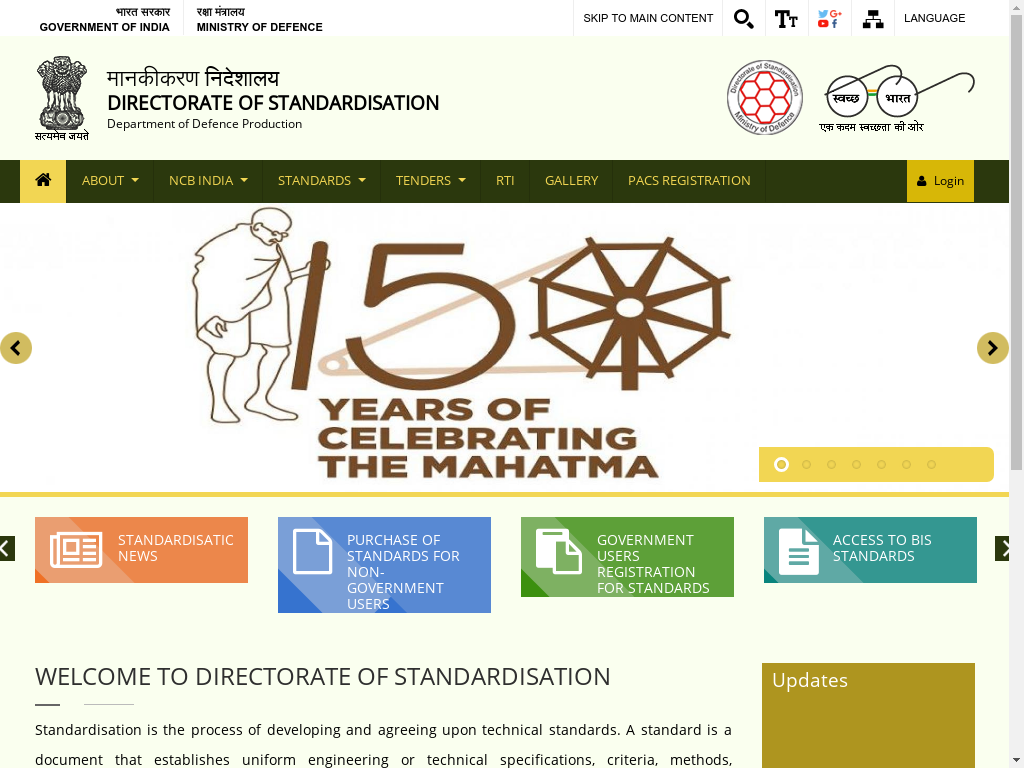 भारत सरकार
GOVERNMENT OF INDIA
रक्षा मंत्रालय
MINISTRY OF DEFENCE
SKIP TO MAIN CONTENT
LANGUAGE
सत्यमेव जयते
मानकीकरण निदेशालय
DIRECTORATE OF STANDARDISATION
Department of Defence Production
Directorate of Standardisation
Ministry of Defence
स्वच्छ भारत
एक कदम स्वच्छता की ओर
ABOUT
NCB INDIA
STANDARDS
TENDERS
RTI
GALLERY
PACS REGISTRATION
Login
150
YEARS OF
CELEBRATING
THE MAHATMA
STANDARDISATIC
NEWS
PURCHASE OF
STANDARDS FOR
NON-
GOVERNMENT
USERS
GOVERNMENT
USERS
REGISTRATION
FOR STANDARDS
ACCESS TO BIS
STANDARDS
WELCOME TO DIRECTORATE OF STANDARDISATION
Standardisation is the process of developing and agreeing upon technical standards. A standard is a
document that establishes uniform engineering or technical specifications, criteria, methods,
Updates